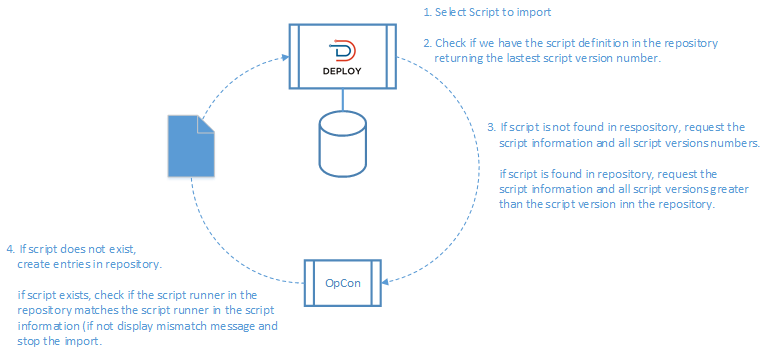 1. Select Script to import
2. Check if we have the script definition in the repository
returning the lastest script version number.
DEPLOY
3. If script is not found in respository, request the
script information and all script versions numbers.
if script is found in repository, request the
script information and all script versions greater
than the script version inn the repository.
4. If script does not exist,
create entries in repository.
if script exists, check if the script runner in the
repository matches the script runner in the script
information (if not display mismatch message and
stop the import.
OpCon